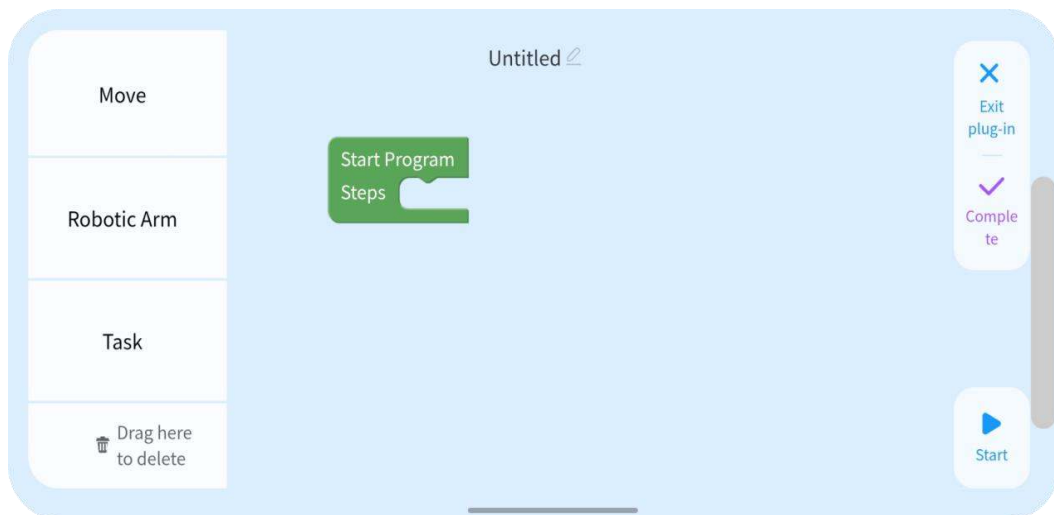 Untitled
Move
Robotic Arm
Task
Drag here
to delete
Start Program
Steps
Exit
plug-in
Comple
te
Start